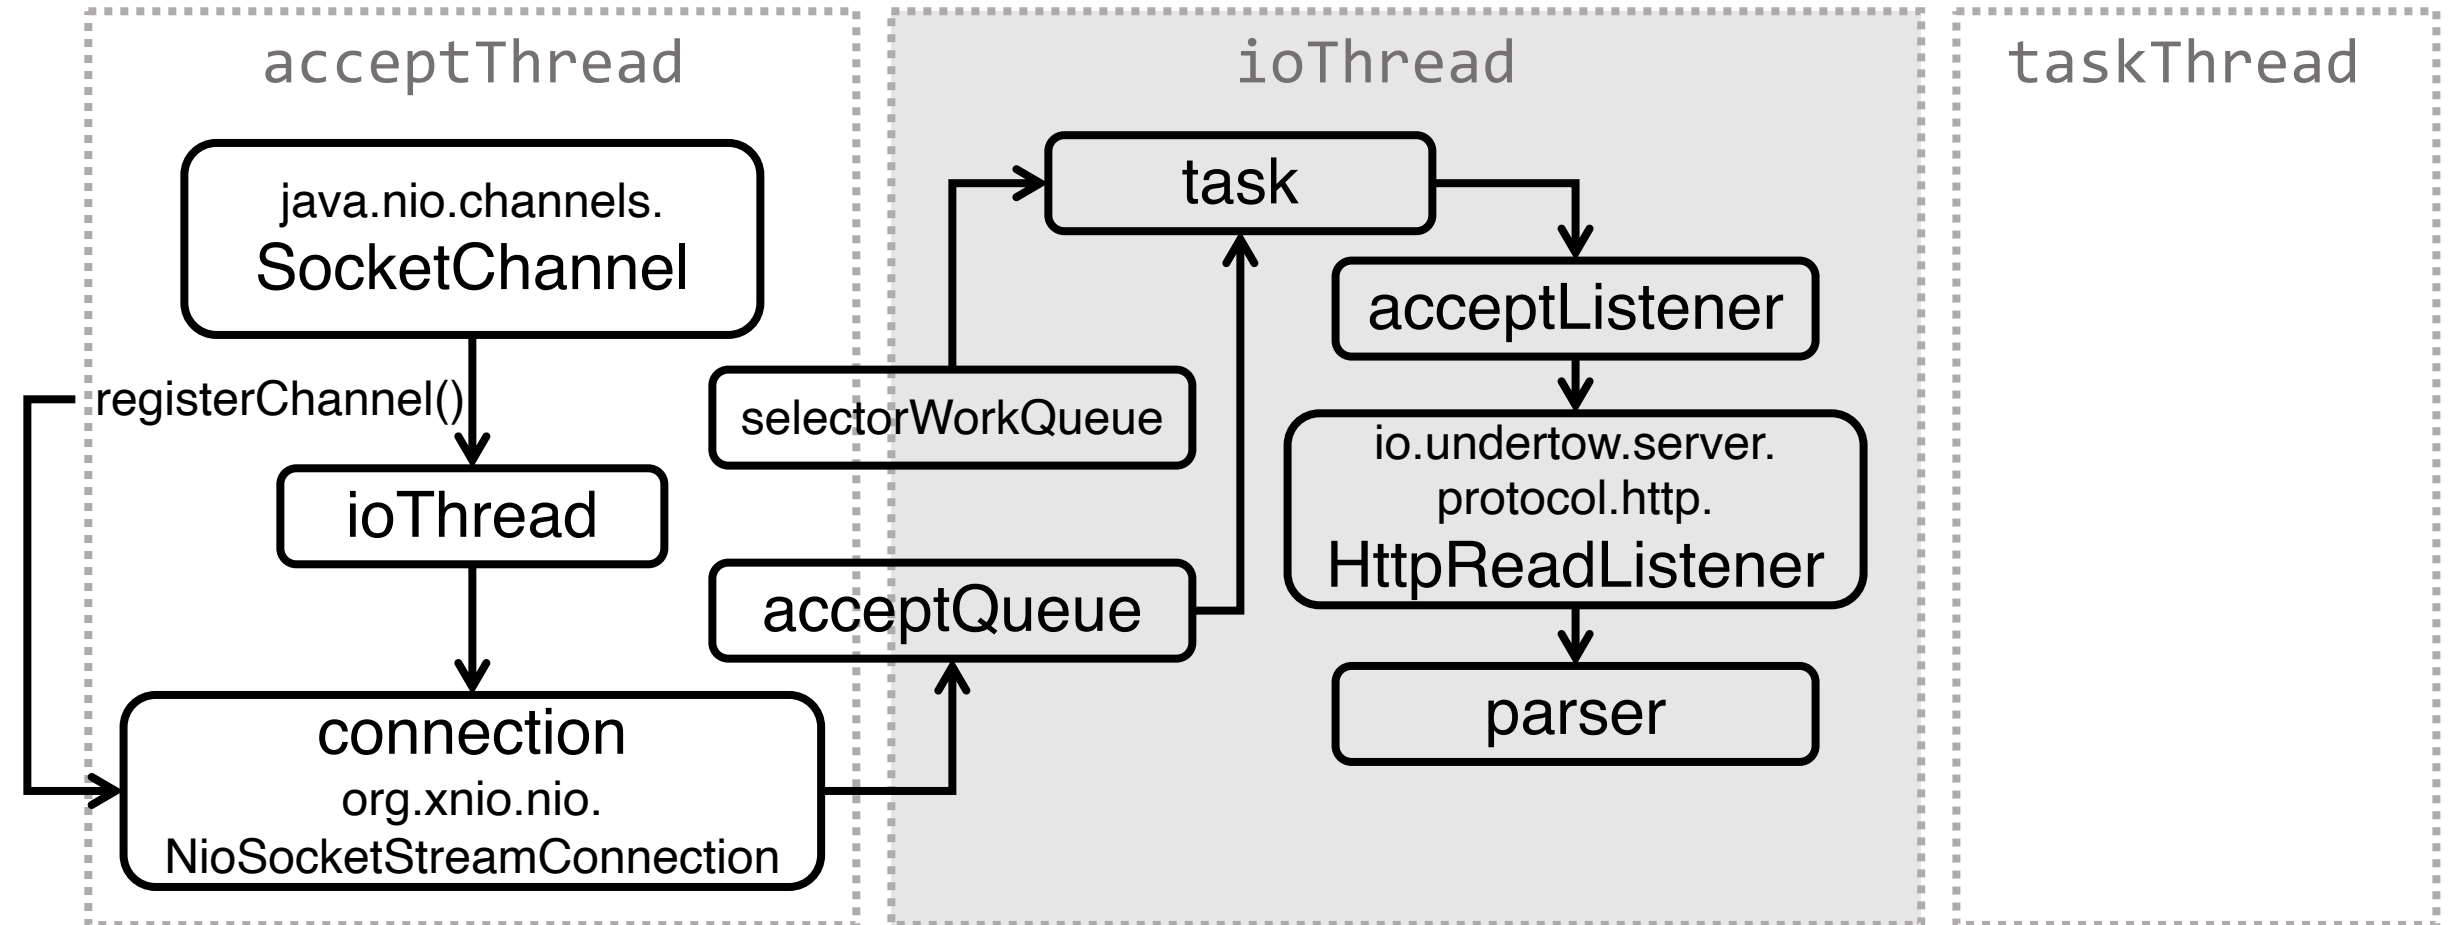 acceptThread
java.nio.channels.
SocketChannel
registerChannel()
ioThread
connection
org.xnio.nio.
NioSocketStreamConnection
selectorWorkQueue
acceptQueue
ioThread
task
acceptListener
io.undertow.server.
protocol.http.
HttpReadListener
parser
taskThread